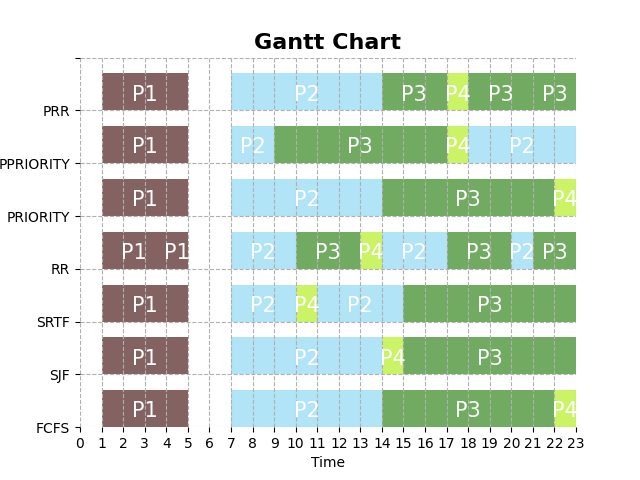 Gantt Chart
P1 P2 P3 P4 P3 P3
PRR
P1 P2 P3 P4 P2
PPRIORITY
P1 P2 P3 P4
PRIORITY
P1 P1 P2 P3 P4 P2 P3 P2 P3
RR
P1 P2 P4 P2 P3
SRTF
P1 P2 P4 P3
SJF
P1 P2 P3 P4
FCFS
0 1 2 3 4 5 6 7 8 9 10 11 12 13 14 15 16 17 18 19 20 21 22 23
Time